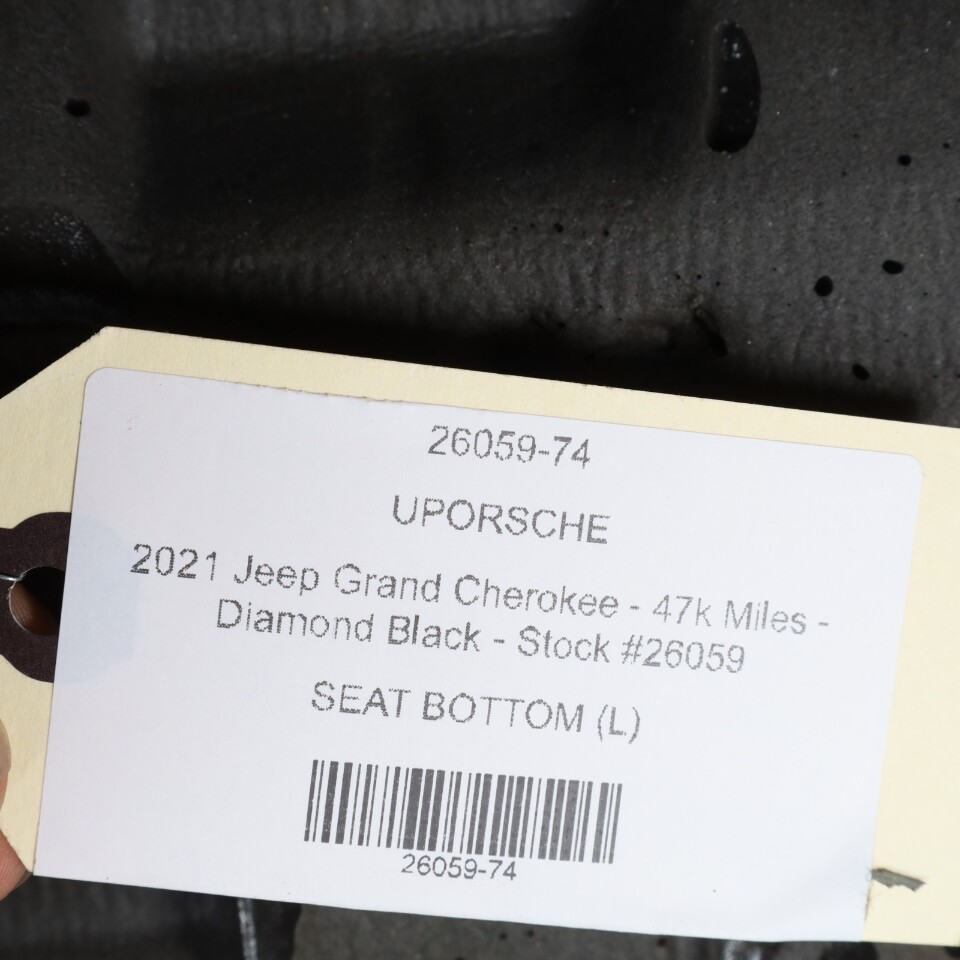 26059-74
UPORSCHE
2021 Jeep Grand Cherokee - 47k Miles -
Diamond Black - Stock #26059
SEAT BOTTOM (L)
26059-74